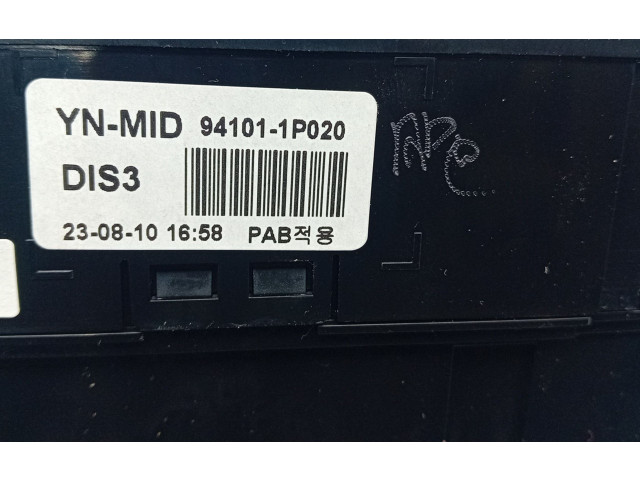 YN-MID 94101-1P020
DIS3
23-08-10 16:58 PAB적용